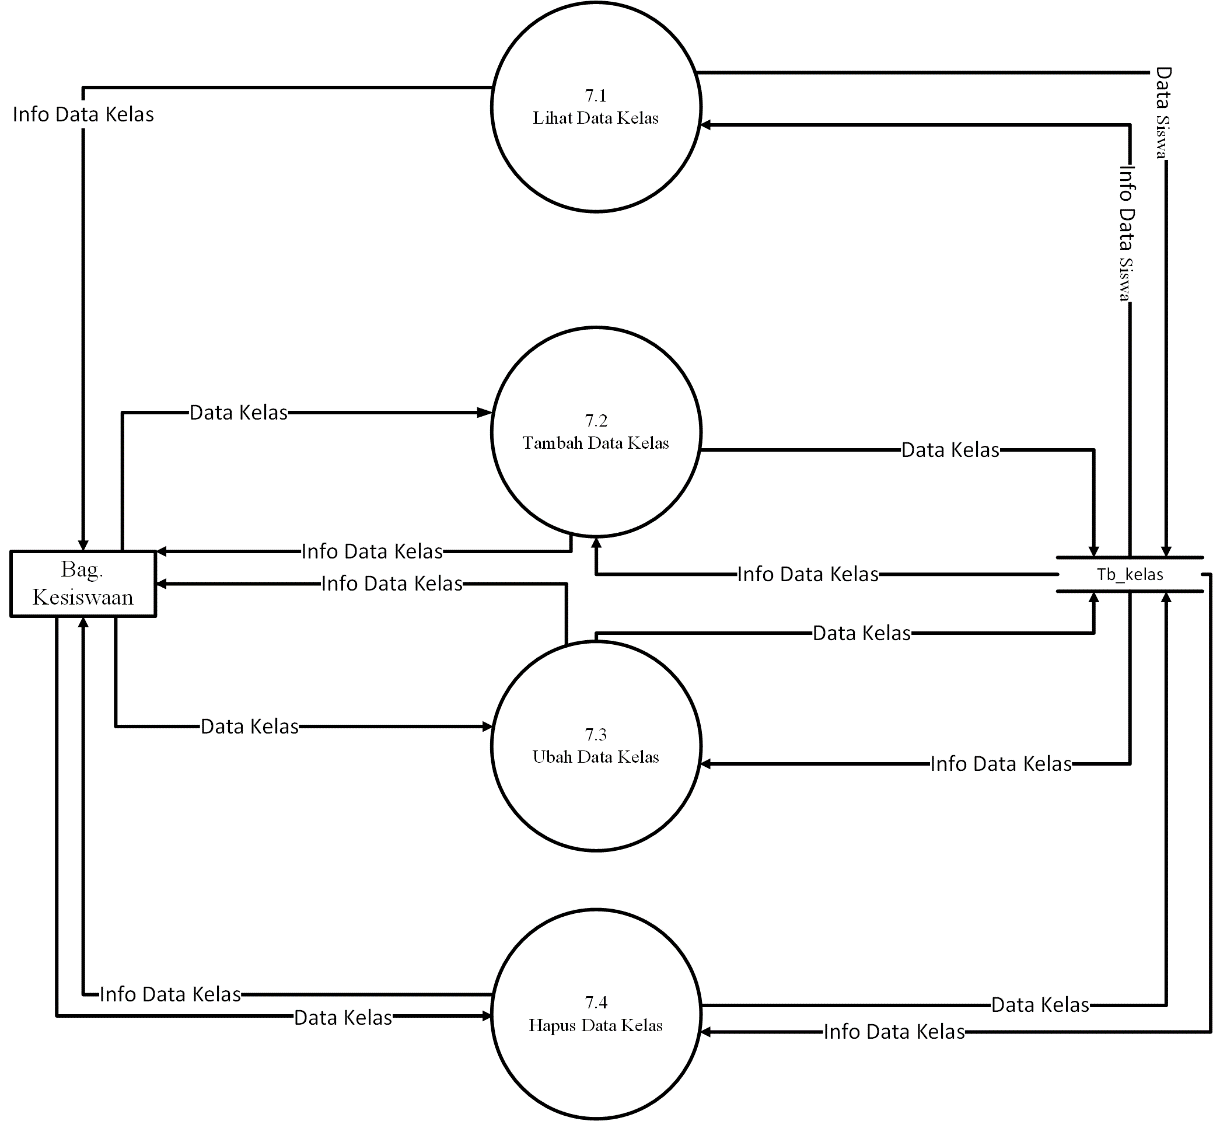 7.1
Lihat Data Kelas
Info Data Kelas
Data Siswa
Info Data Siswa
7.2
Tambah Data Kelas
Data Kelas
Data Kelas
Info Data Kelas
Info Data Kelas
Bag.
Kesiswaan
Info Data Kelas
Tb_kelas
Data Kelas
Data Kelas
7.3
Ubah Data Kelas
Info Data Kelas
Info Data Kelas
Data Kelas
7.4
Hapus Data Kelas
Data Kelas
Info Data Kelas